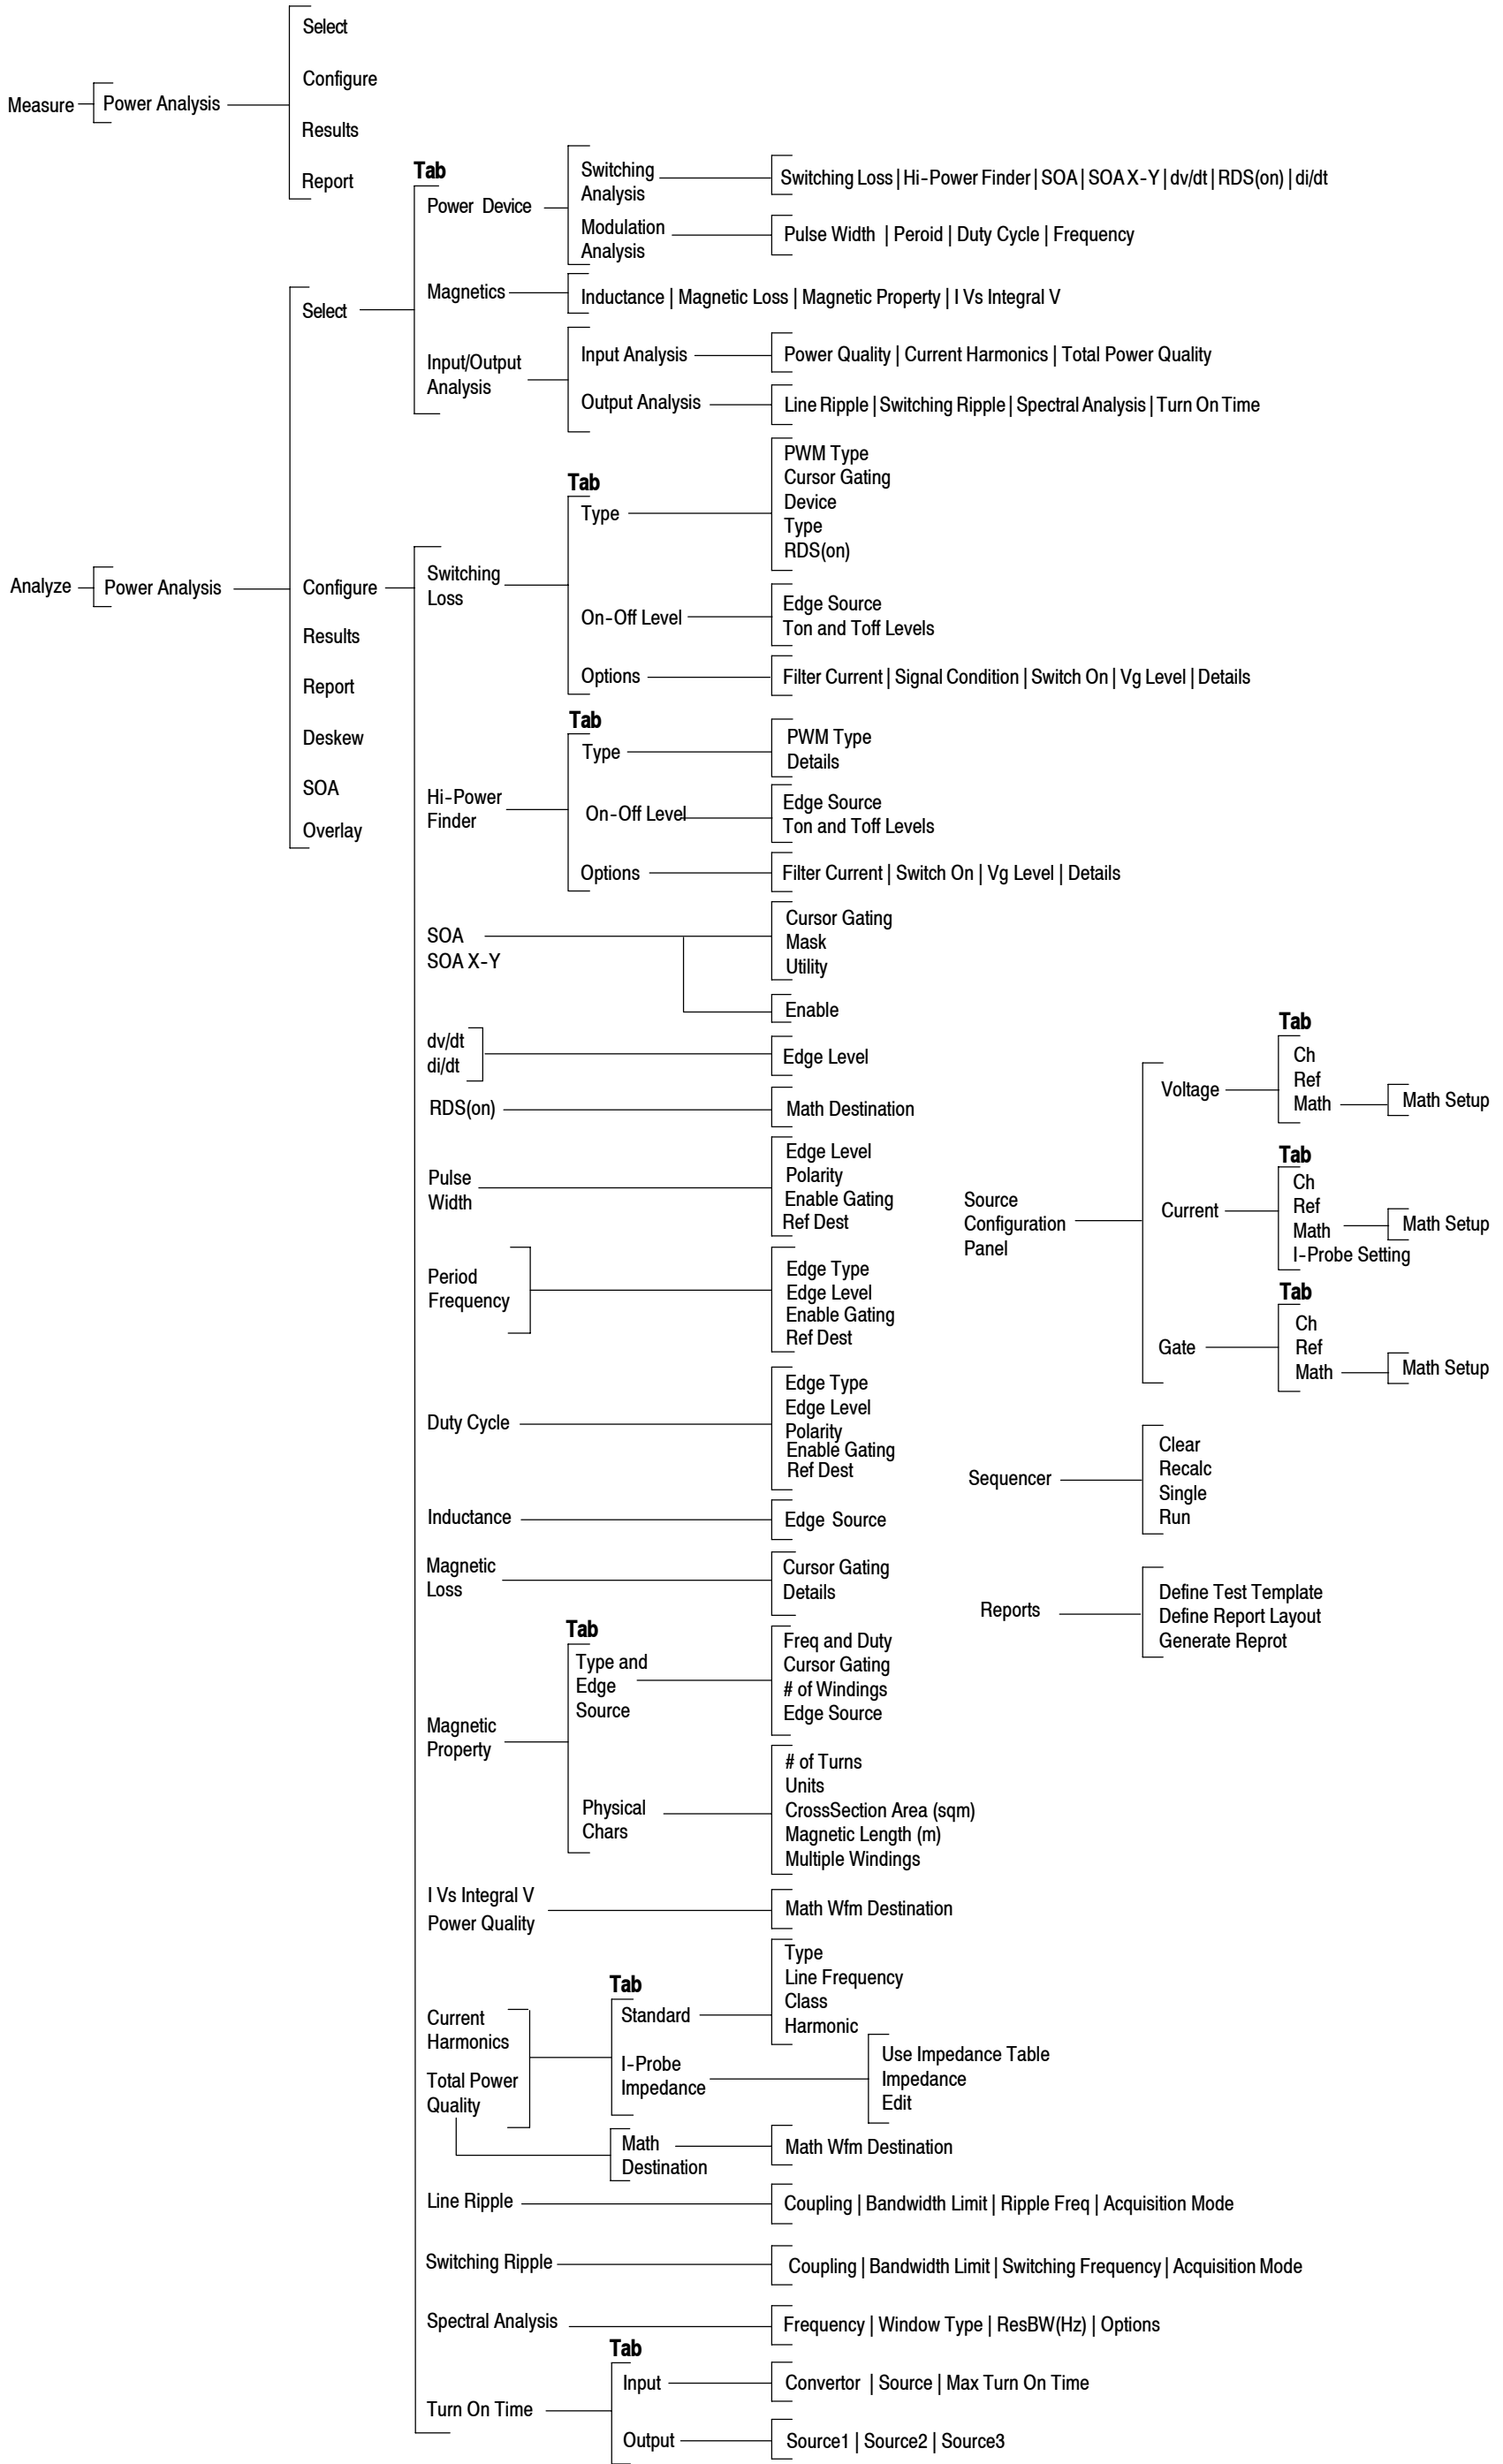 Measure
Power Analysis
Select
Configure
Results
Report
Analyze
Power Analysis
Select
Configure
Results
Report
Deskew
SOA
Overlay
Tab
Power Device
Switching
Analysis
Switching Loss | Hi-Power Finder | SOA | SOA X-Y | dv/dt | RDS(on) | di/dt
Modulation
Analysis
Pulse Width | Peroid | Duty Cycle | Frequency
Magnetics
Inductance | Magnetic Loss | Magnetic Property | I Vs Integral V
Input/Output
Analysis
Input Analysis
Power Quality | Current Harmonics | Total Power Quality
Output Analysis
Line Ripple | Switching Ripple | Spectral Analysis | Turn On Time
Switching
Loss
Tab
Type
PWM Type
Cursor Gating
Device
Type
RDS(on)
On-Off Level
Edge Source
Ton and Toff Levels
Options
Filter Current | Signal Condition | Switch On | Vg Level | Details
Hi-Power
Finder
Tab
Type
PWM Type
Details
On-Off Level
Edge Source
Ton and Toff Levels
Options
Filter Current | Switch On | Vg Level | Details
SOA
SOA X-Y
Cursor Gating
Mask
Utility
Enable
dv/dt
di/dt
Edge Level
RDS(on)
Math Destination
Pulse
Width
Edge Level
Polarity
Enable Gating
Ref Dest
Period
Frequency
Edge Type
Edge Level
Enable Gating
Ref Dest
Duty Cycle
Edge Type
Edge Level
Polarity
Enable Gating
Ref Dest
Inductance
Edge Source
Magnetic
Loss
Cursor Gating
Details
Magnetic
Property
Tab
Type and
Edge
Source
Freq and Duty
Cursor Gating
# of Windings
Edge Source
Physical
Chars
# of Turns
Units
CrossSection Area (sqm)
Magnetic Length (m)
Multiple Windings
I Vs Integral V
Power Quality
Math Wfm Destination
Current
Harmonics
Total Power
Quality
Tab
Standard
Type
Line Frequency
Class
Harmonic
I-Probe
Impedance
Use Impedance Table
Impedance
Edit
Math
Destination
Math Wfm Destination
Line Ripple
Coupling | Bandwidth Limit | Ripple Freq | Acquisition Mode
Switching Ripple
Coupling | Bandwidth Limit | Switching Frequency | Acquisition Mode
Spectral Analysis
Frequency | Window Type | ResBW(Hz) | Options
Turn On Time
Tab
Input
Convertor | Source | Max Turn On Time
Output
Source1 | Source2 | Source3
Source
Configuration
Panel
Voltage
Tab
Ch
Ref
Math
Math Setup
Current
Tab
Ch
Ref
Math
I-Probe Setting
Math Setup
Gate
Tab
Ch
Ref
Math
Math Setup
Sequencer
Clear
Recalc
Single
Run
Reports
Define Test Template
Define Report Layout
Generate Reprot